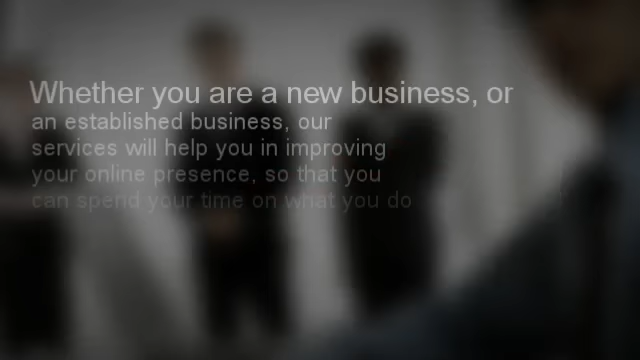 Whether you are a new business, or
an established business, our
services will help you in improving
your online presence, so that you
can spend your time on what you do